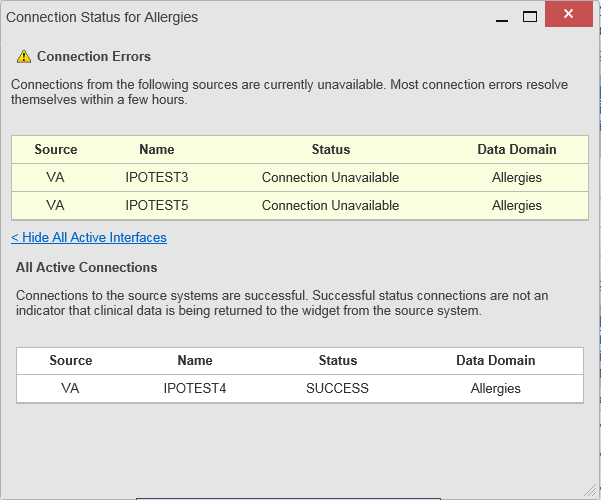 Connection Status for Allergies
Connection Errors
Connections from the following sources are currently unavailable. Most connection errors resolve
themselves within a few hours.
Source Name Status Data Domain
VA IPOTEST3 Connection Unavailable Allergies
VA IPOTEST5 Connection Unavailable Allergies
< Hide All Active Interfaces
All Active Connections
Connections to the source systems are successful. Successful status connections are not an
indicator that clinical data is being returned to the widget from the source system.
Source Name Status Data Domain
VA IPOTEST4 SUCCESS Allergies